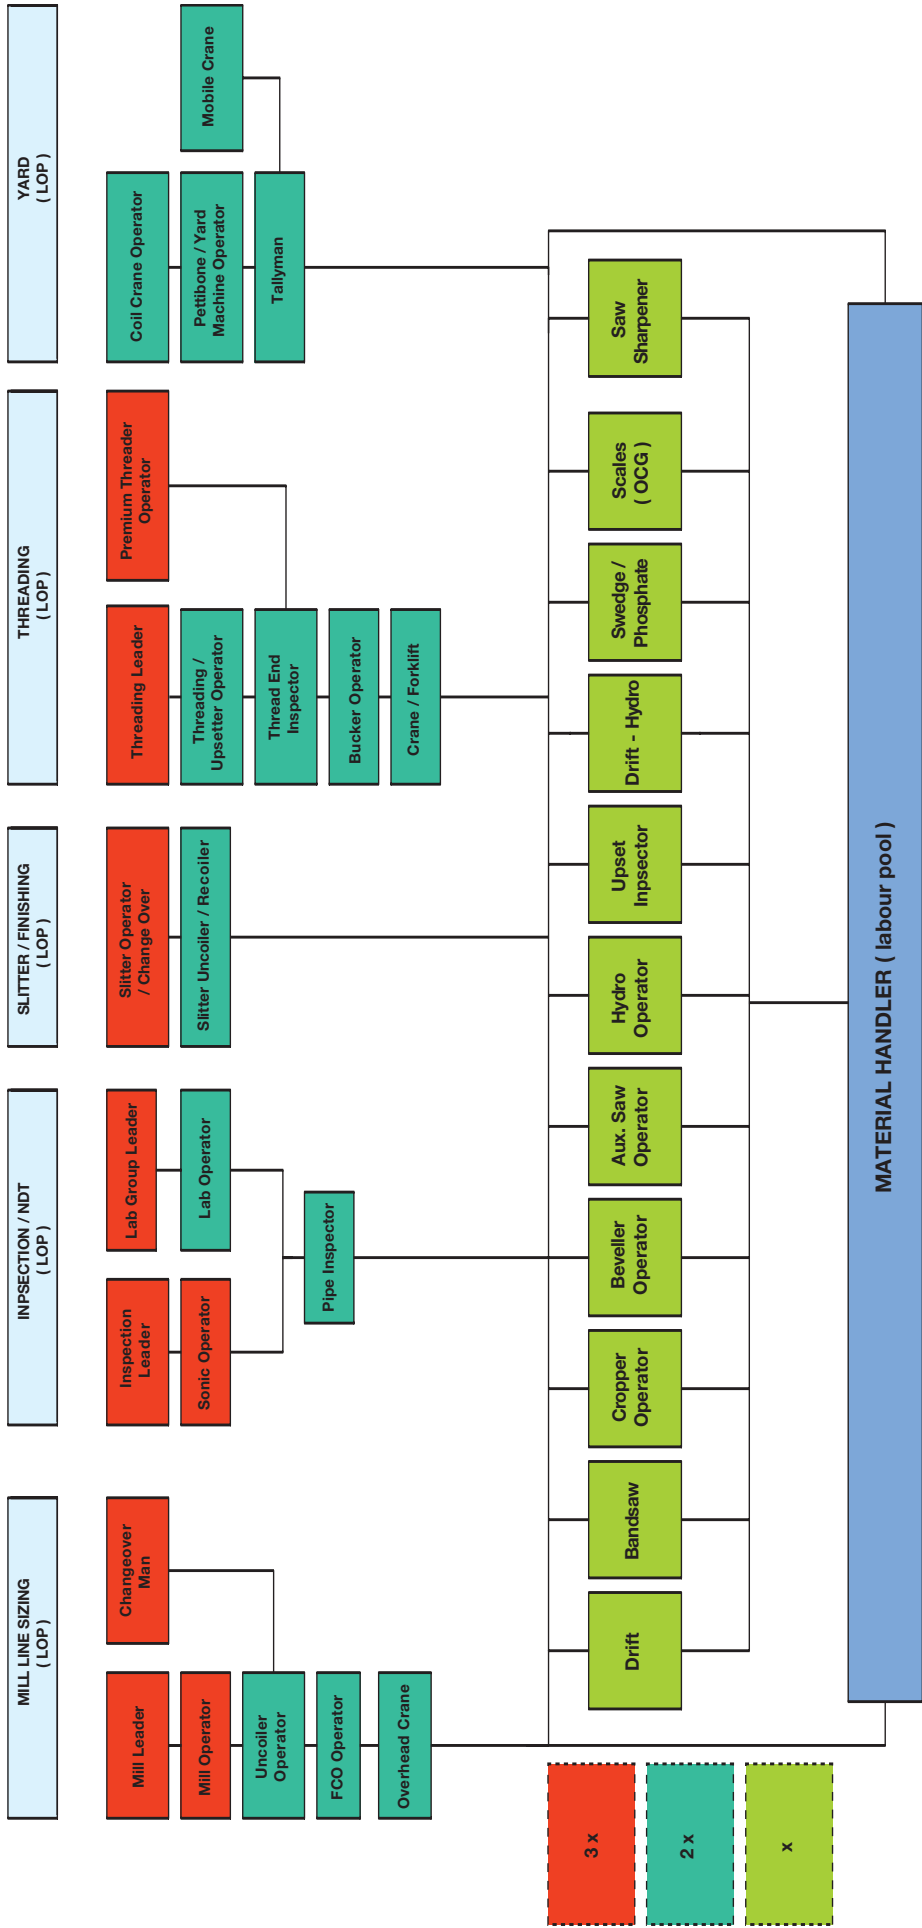 MILL LINE SIZING
( LOP )
INPSECTION / NDT
( LOP )
SLITTER / FINISHING
( LOP )
THREADING
( LOP )
YARD
( LOP )
Mill Leader
Mill Operator
Uncoiler
Operator
FCO Operator
Overhead Crane
Changeover
Man
Inspection
Leader
Sonic Operator
Lab Group Leader
Lab Operator
Pipe Inspector
Slitter Operator
/ Change Over
Slitter Uncoiler / Recoiler
Threading Leader
Threading /
Upsetter Operator
Thread End
Inspector
Bucker Operator
Crane / Forklift
Premium Threader
Operator
Coil Crane Operator
Pettibone / Yard
Machine Operator
Tallyman
Mobile Crane
3 x
2 x
x
Drift
Bandsaw
Cropper
Operator
Beveller
Operator
Aux. Saw
Operator
Hydro
Operator
Upset
Inpsector
Drift - Hydro
Swedge /
Phosphate
Scales
( OCG )
Saw
Sharpener
MATERIAL HANDLER ( labour pool )